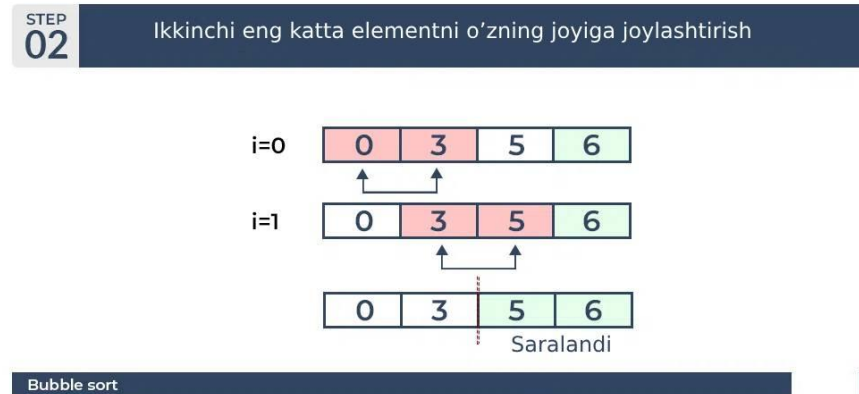 STEP
02
Ikkinchi eng katta elementni o’zning joyiga joylashtirish
i=0 0 3 5 6
i=1 0 3 5 6
0 3 5 6
Saralandi
Bubble sort